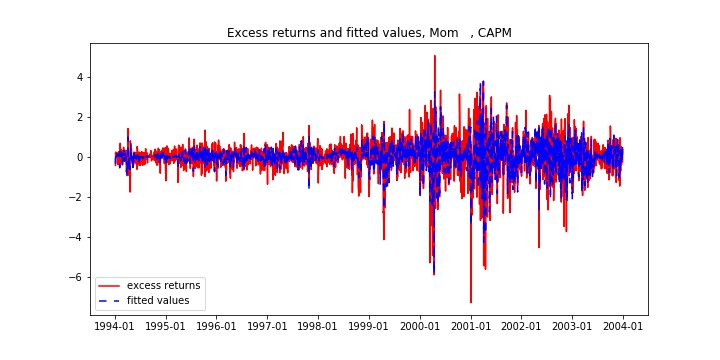 Excess returns and fitted values, Mom   , CAPM
4
2
0
−2
−4
−6
excess returns
fitted values
1994-01 1995-01 1996-01 1997-01 1998-01 1999-01 2000-01 2001-01 2002-01 2003-01 2004-01